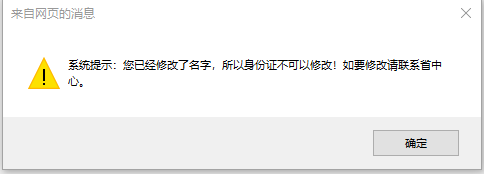 来自网页的消息
系统提示：您已经修改了名字，所以身份证不可以修改！如要修改请联系省中
心。
确定